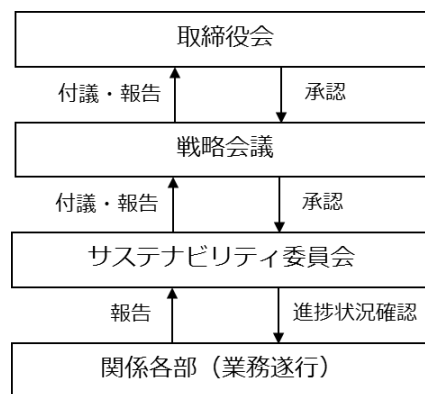 取締役会
付議・報告
承認
戦略会議
付議・報告
承認
サステナビリティ委員会
報告
進捗状況確認
関係各部（業務遂行）